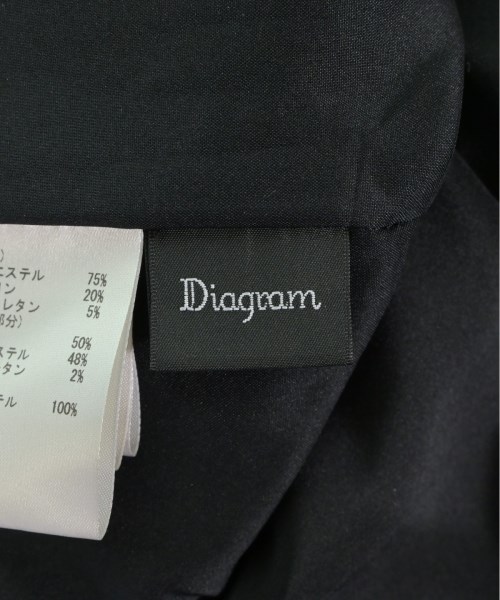 )
エステル 75%
ン 20%
レタン 5%
部分)
ステル 50%
48%
タン 2%
テル 100%
Diagram